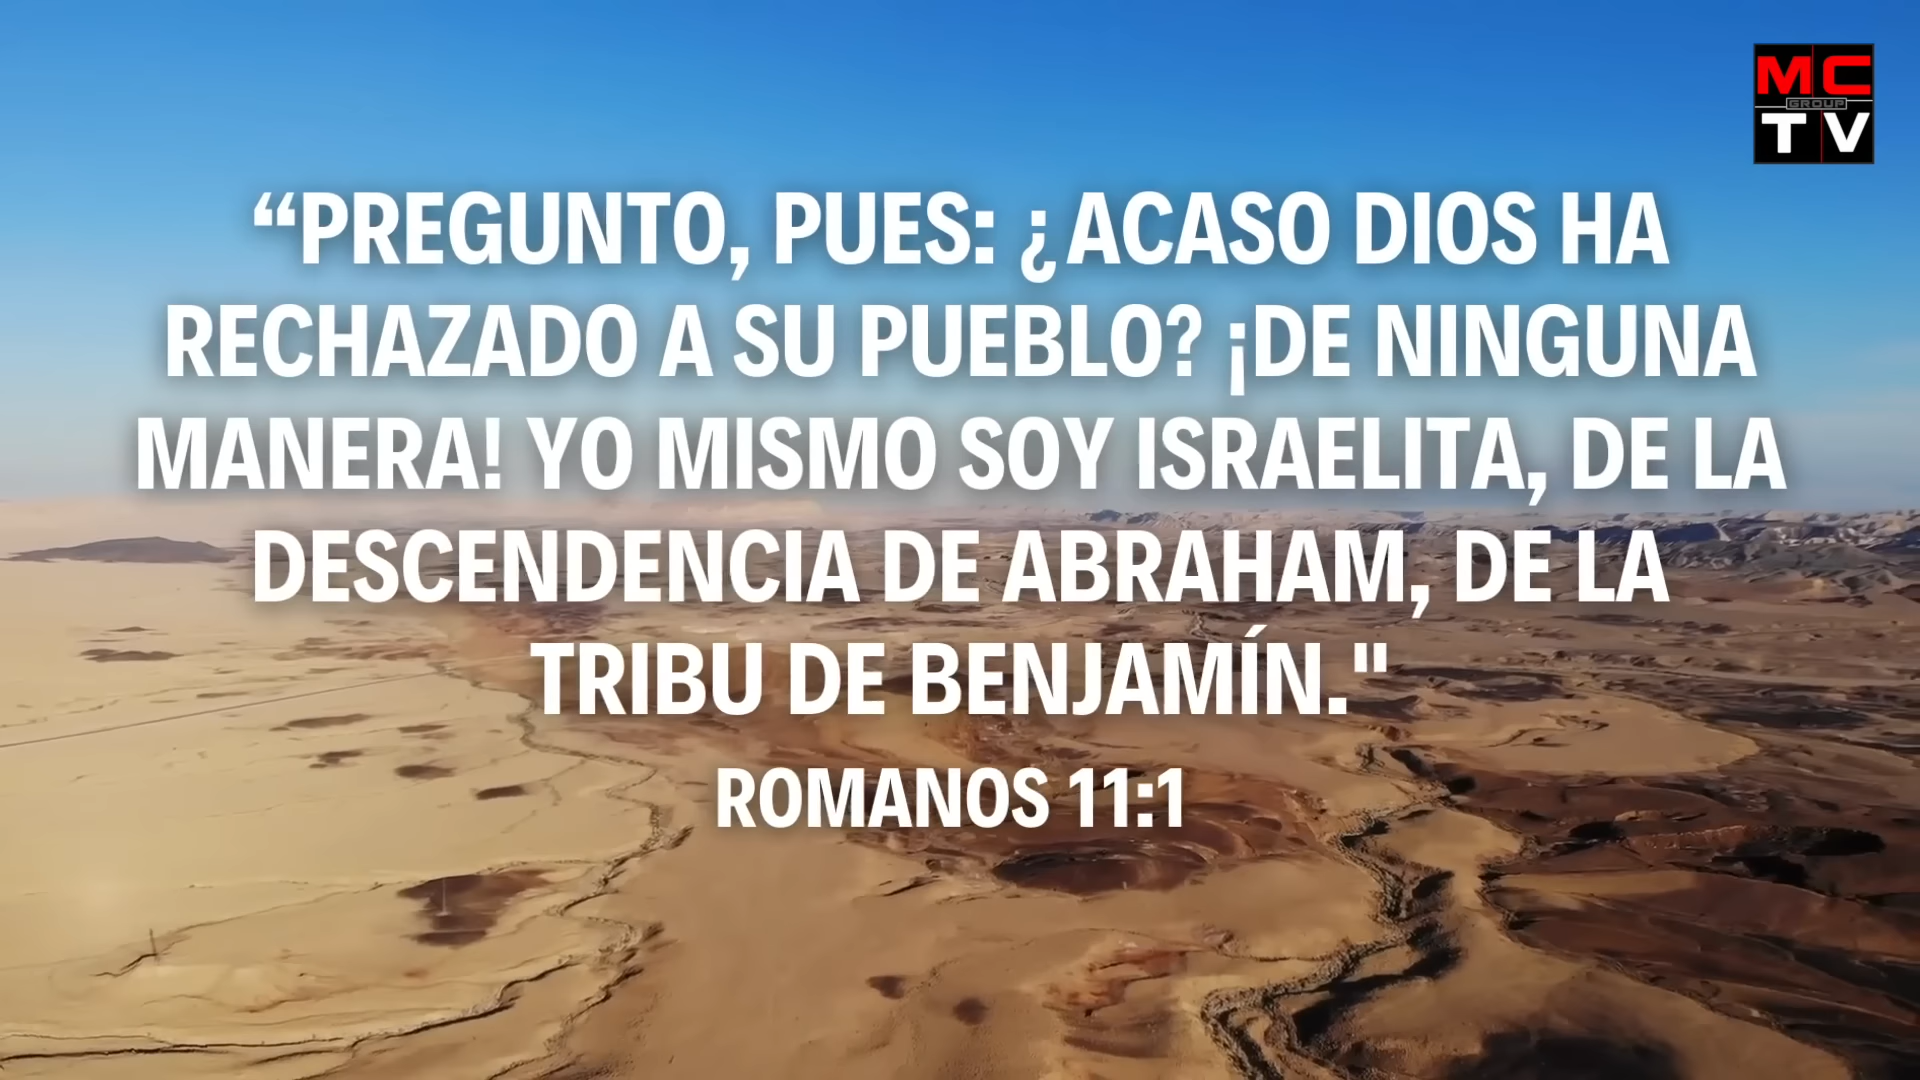 MC
GROUP
TV
“PREGUNTO, PUES: ¿ACASO DIOS HA
RECHAZADO A SU PUEBLO? ¡DE NINGUNA
MANERA! YO MISMO SOY ISRAELITA, DE LA
DESCENDENCIA DE ABRAHAM, DE LA
TRIBU DE BENJAMÍN."
ROMANOS 11:1